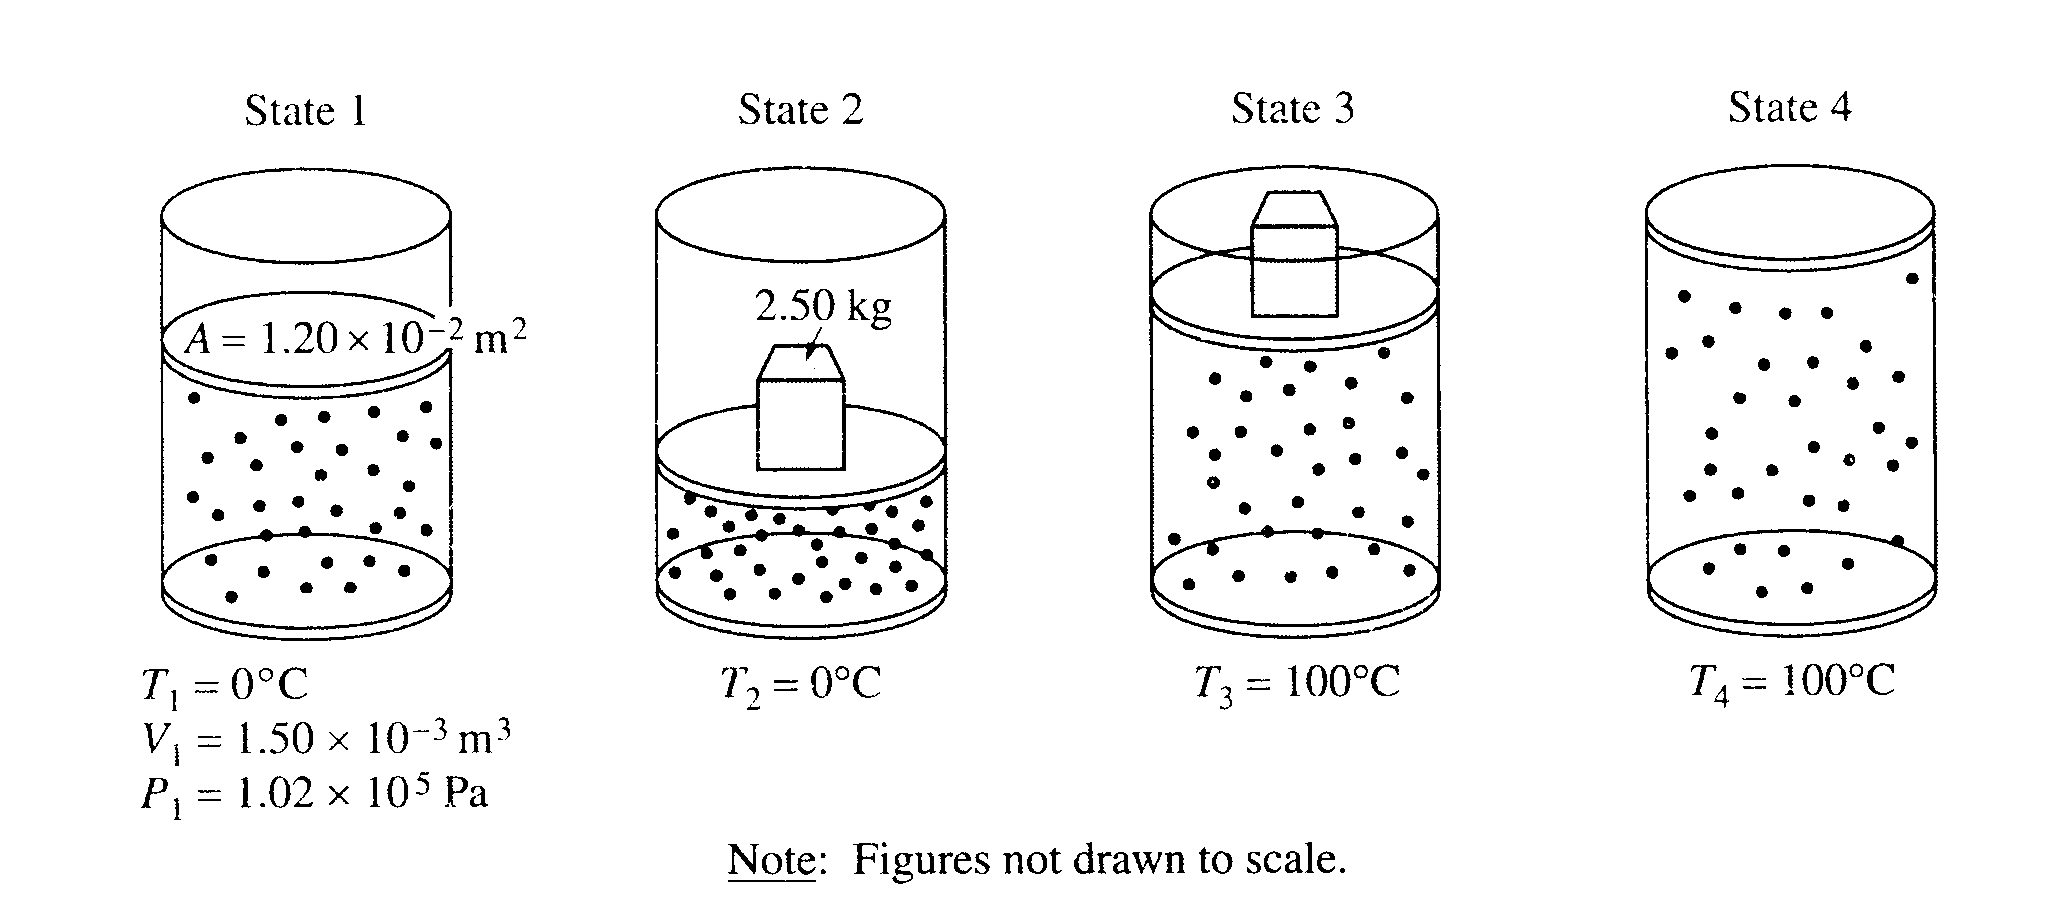 State 1
State 2
State 3
State 4
A = 1.20 × 10⁻² m²
2.50 kg
T₁ = 0°C
V₁ = 1.50 × 10⁻³ m³
P₁ = 1.02 × 10⁵ Pa
T₂ = 0°C
T₃ = 100°C
T₄ = 100°C
Note: Figures not drawn to scale.